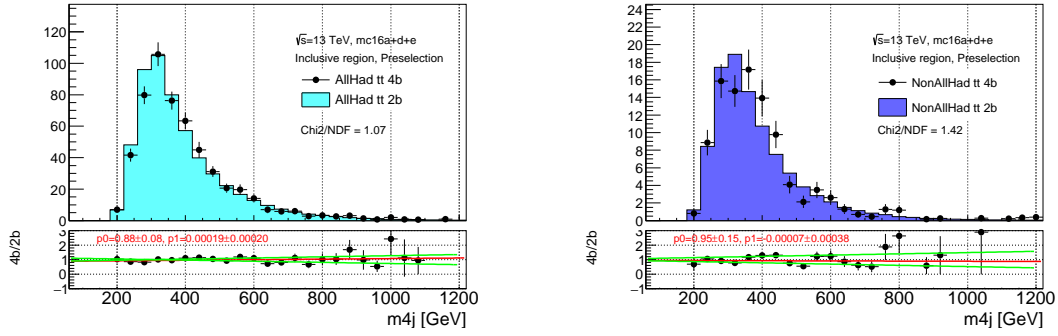 120
100
80
60
40
20
0
√s=13 TeV, mc16a+d+e
Inclusive region, Preselection
AllHad tt 4b
AllHad tt 2b
Chi2/NDF = 1.07
4/2b
3
2
1
0
−1
p0=0.88±0.08, p1=0.00019±0.00020
200 400 600 800 1000 1200
m4j [GeV]
24
22
20
18
16
14
12
10
8
6
4
2
0
√s=13 TeV, mc16a+d+e
Inclusive region, Preselection
NonAllHad tt 4b
NonAllHad tt 2b
Chi2/NDF = 1.42
4b/2b
3
2
1
0
−1
p0=0.95±0.15, p1=-0.00007±0.00038
200 400 600 800 1000 1200
m4j [GeV]